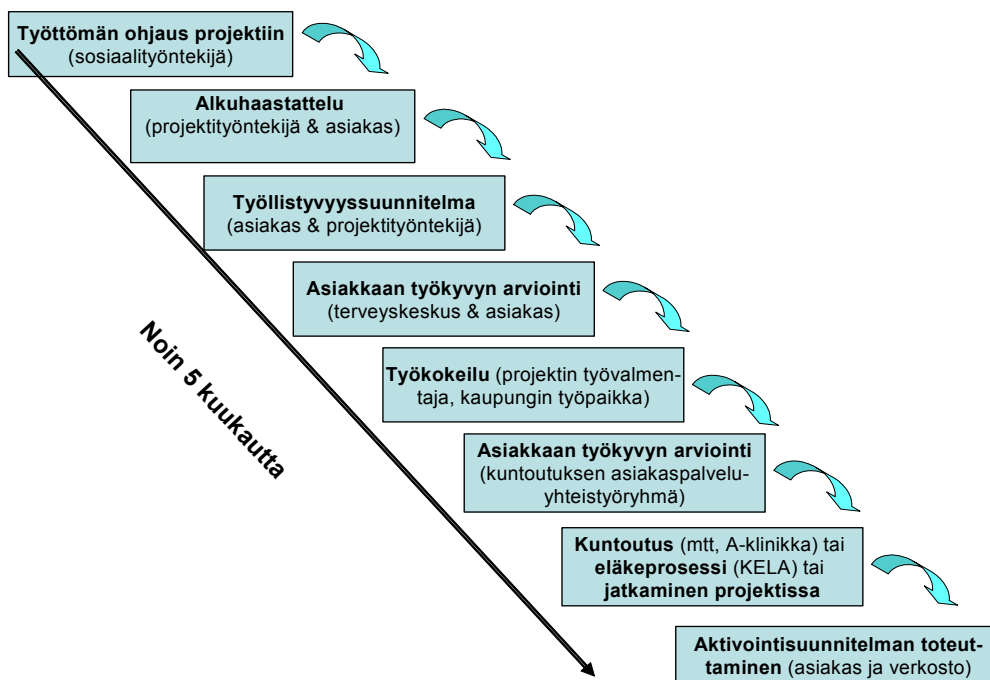 Työttömän ohjaus projektiin
(sosiaalityöntekijä)
Alkuhaastattelu
(projektityöntekijä & asiakas)
Työllistyvyyssuunnitelma
(asiakas & projektityöntekijä)
Asiakkaan työkyvyn arviointi
(terveyskeskus & asiakas)
Noin 5 kuukautta
Työkokeilu (projektin työvalmen-
taja, kaupungin työpaikka)
Asiakkaan työkyvyn arviointi
(kuntoutuksen asiakaspalvelu-
yhteistyöryhmä)
Kuntoutus (mtt, A-klinikka) tai
eläkeprosessi (KELA) tai
jatkaminen projektissa
Aktivointisuunnitelman toteut-
taminen (asiakas ja verkosto)